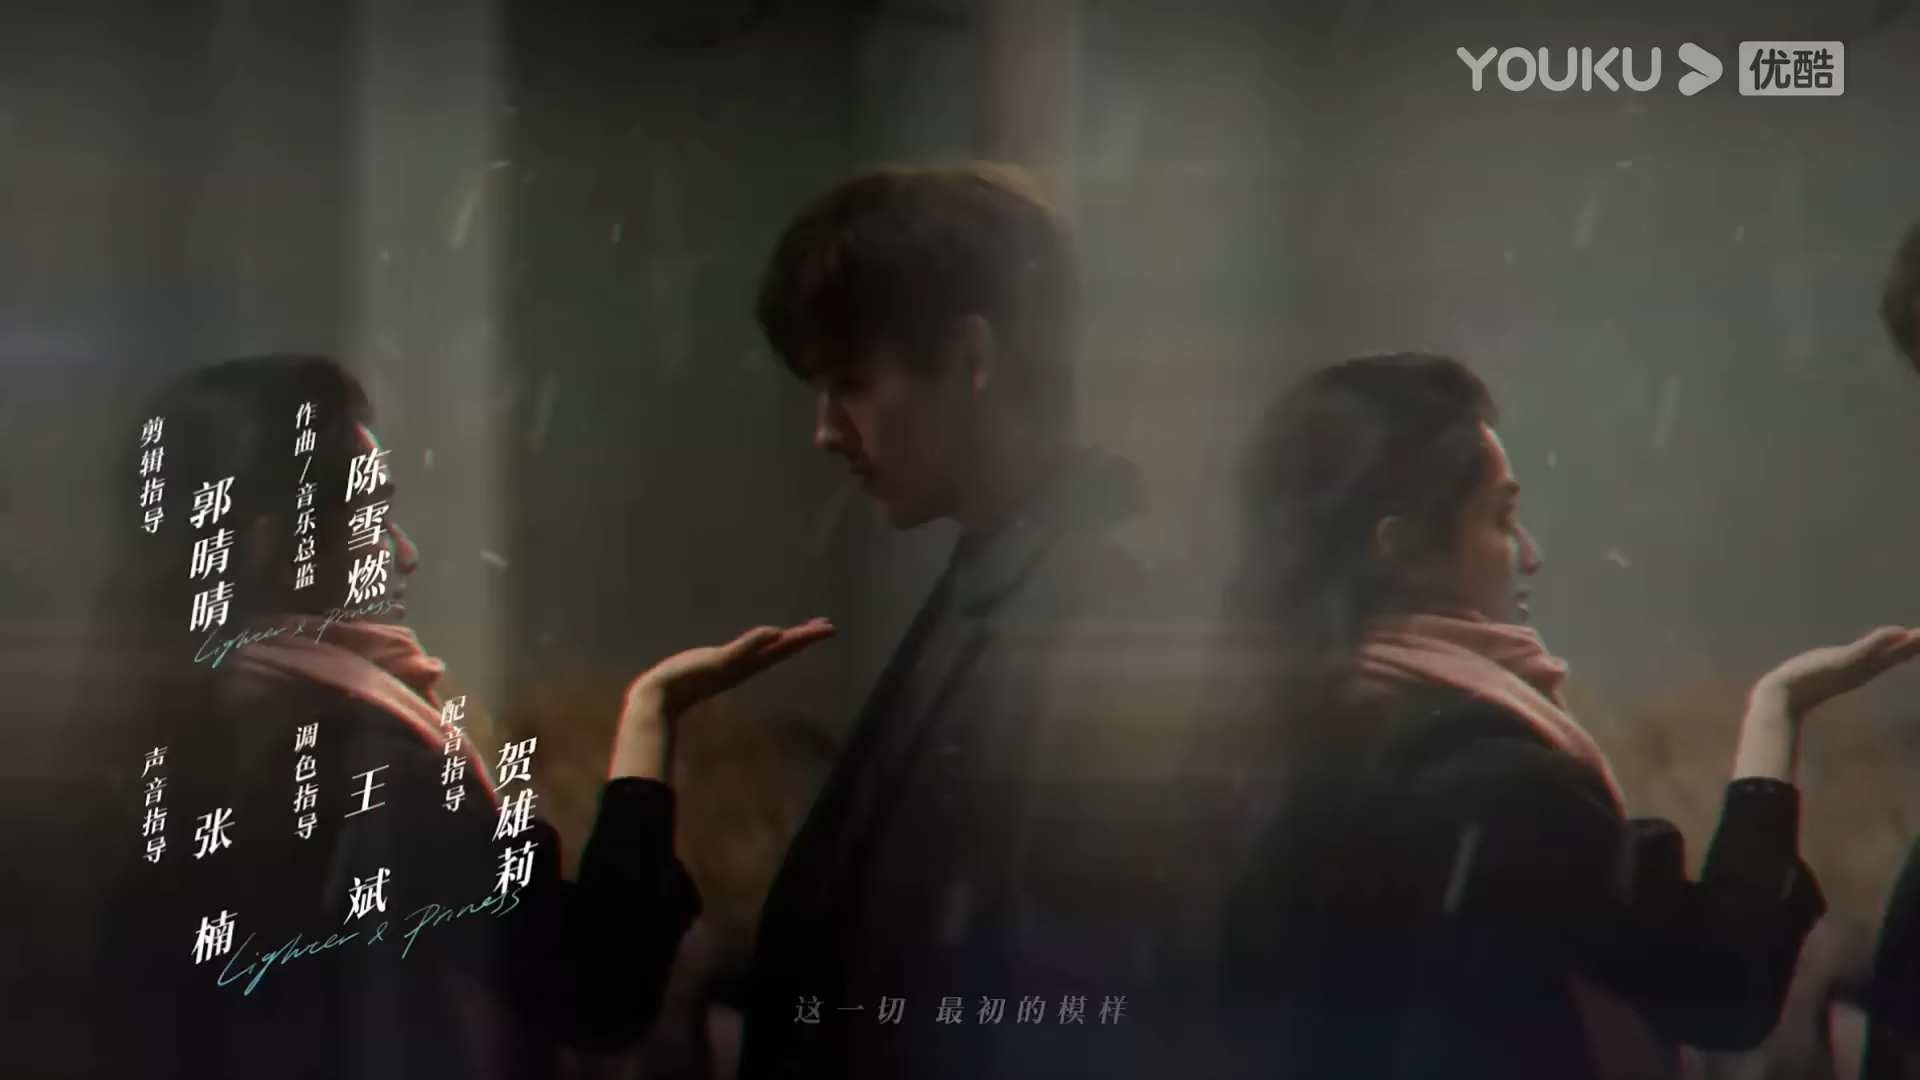 YOUKU 优酷
剪辑指导
郭晴晴
作曲/音乐总监
陈雪燃
Lighter & Princess
声音指导
张楠
调色指导
王斌
配音指导
贺雄莉
Lighter & Princess
这一切 最初的模样